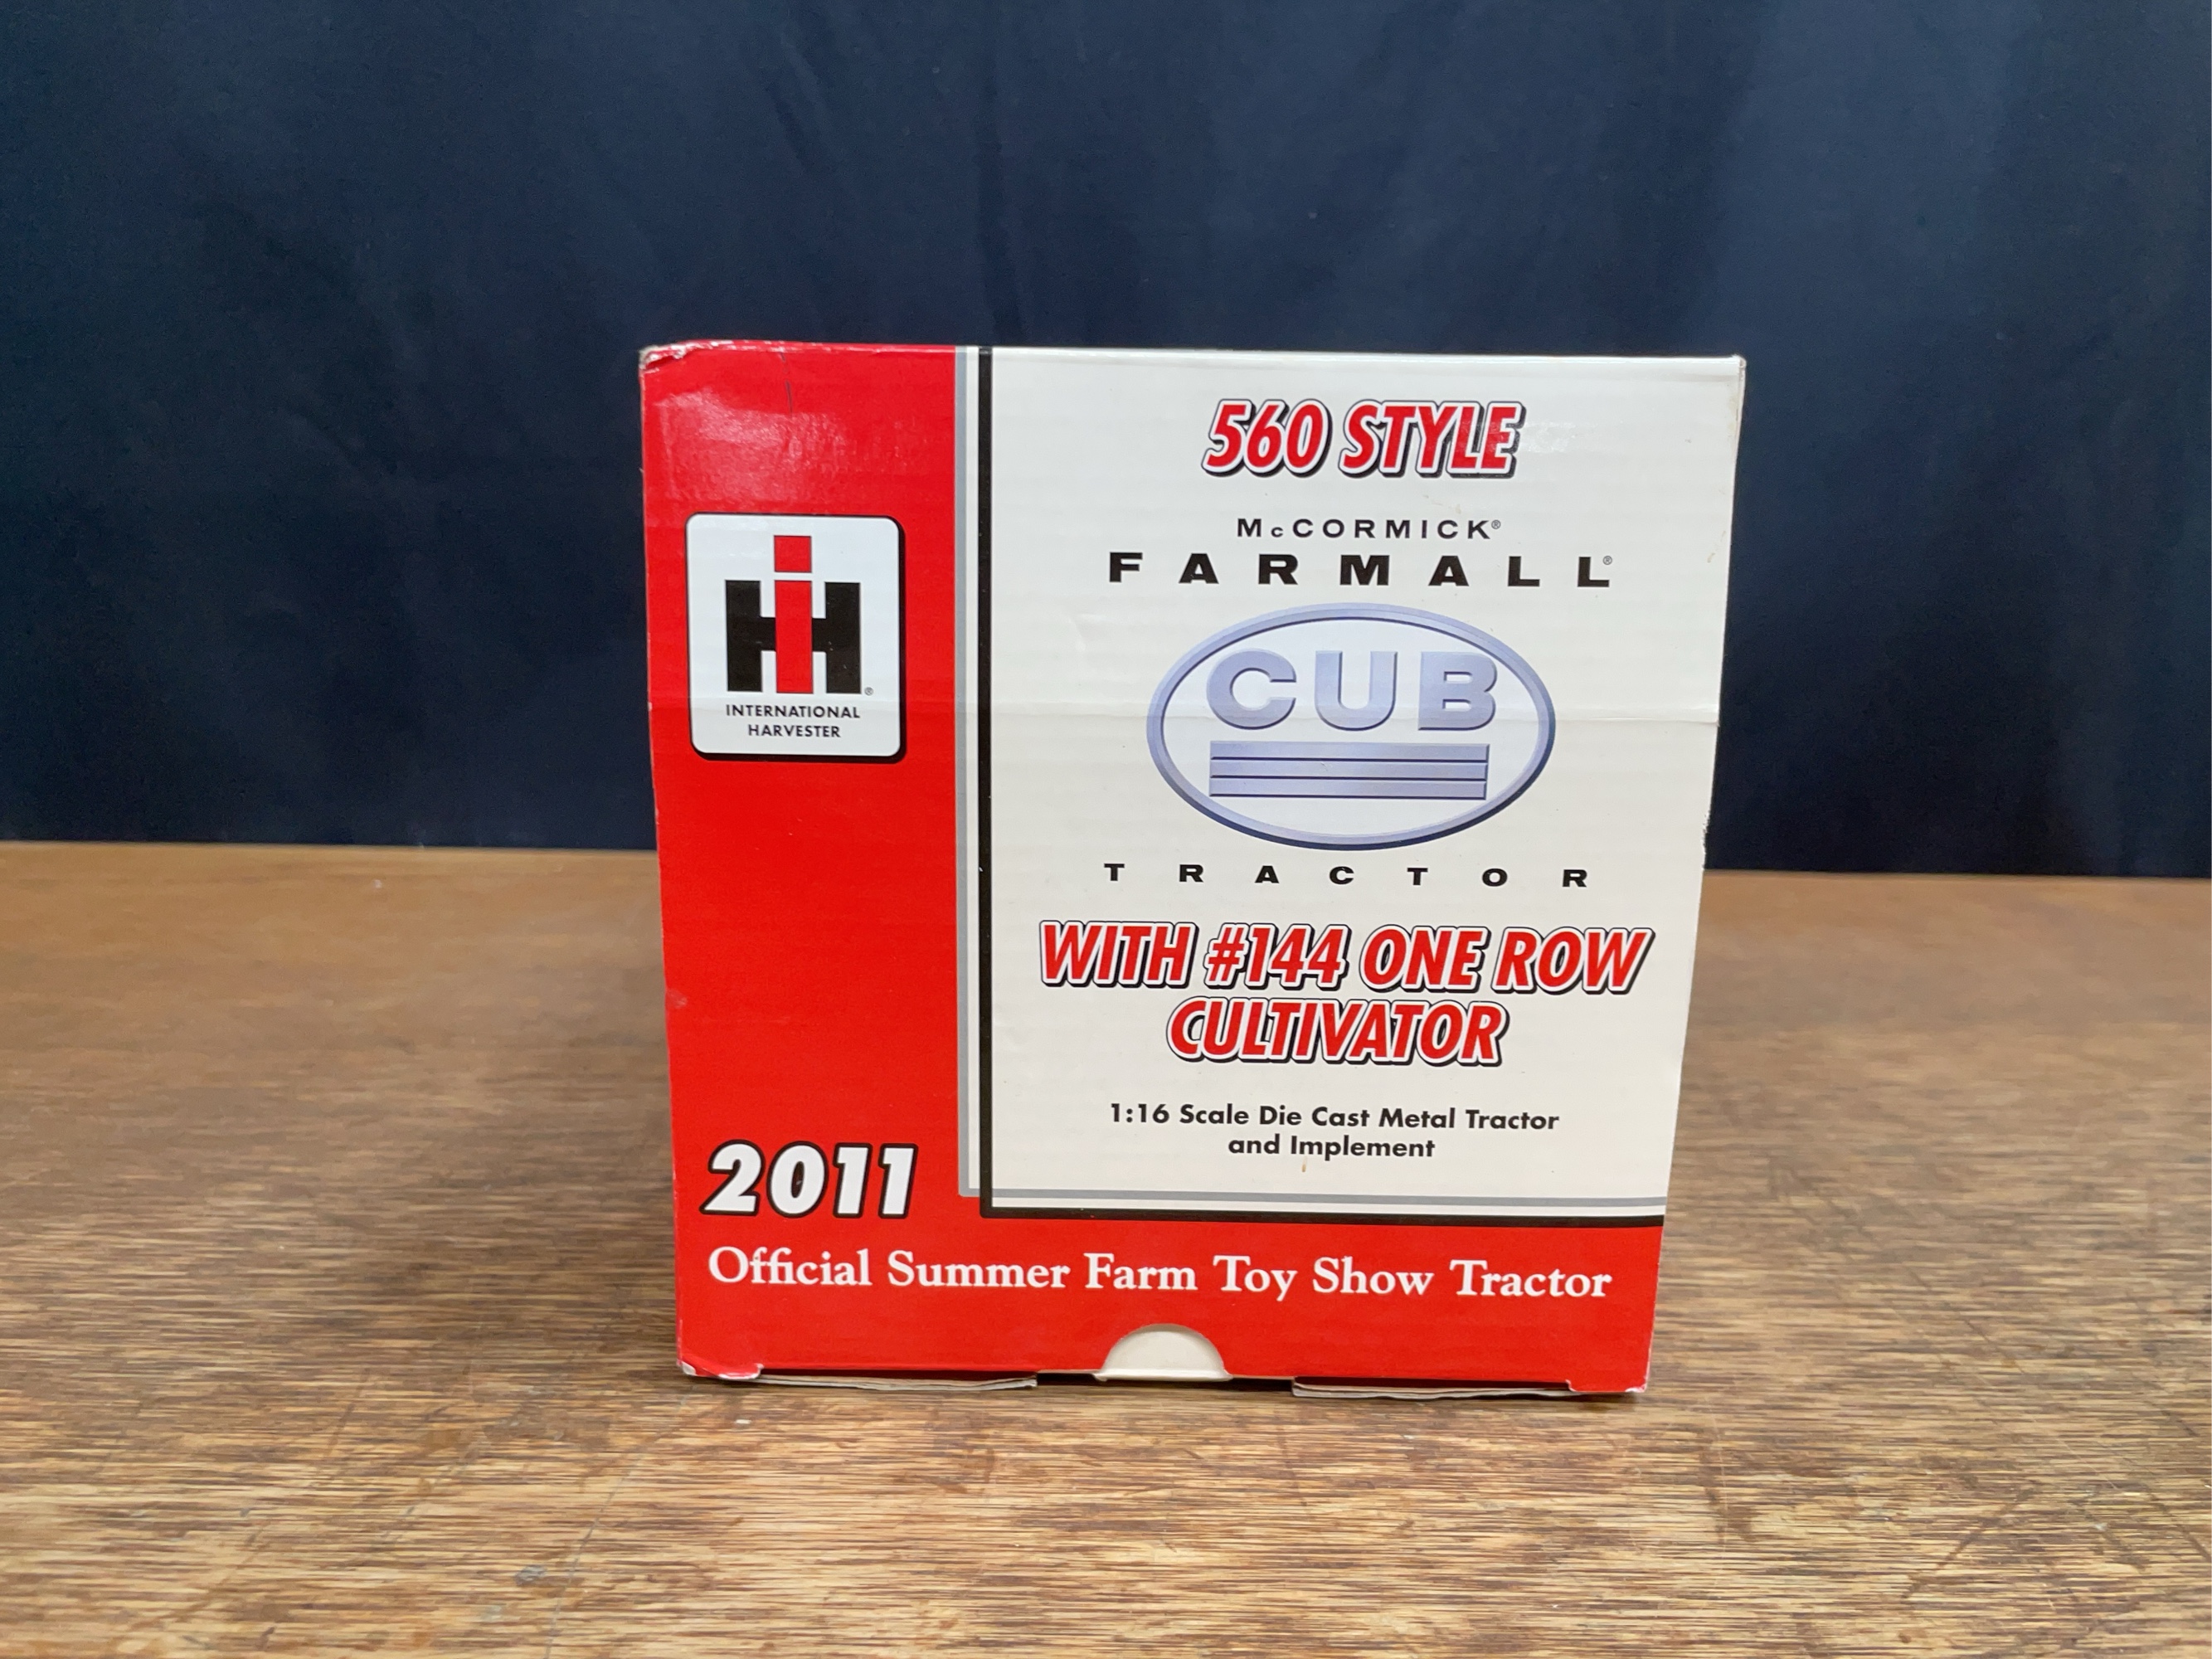 560 STYLE
McCORMICK®
FARMALL®
CUB
TRACTOR
WITH #144 ONE ROW
CULTIVATOR
1:16 Scale Die Cast Metal Tractor
and Implement
IH®
INTERNATIONAL
HARVESTER
2011
Official Summer Farm Toy Show Tractor